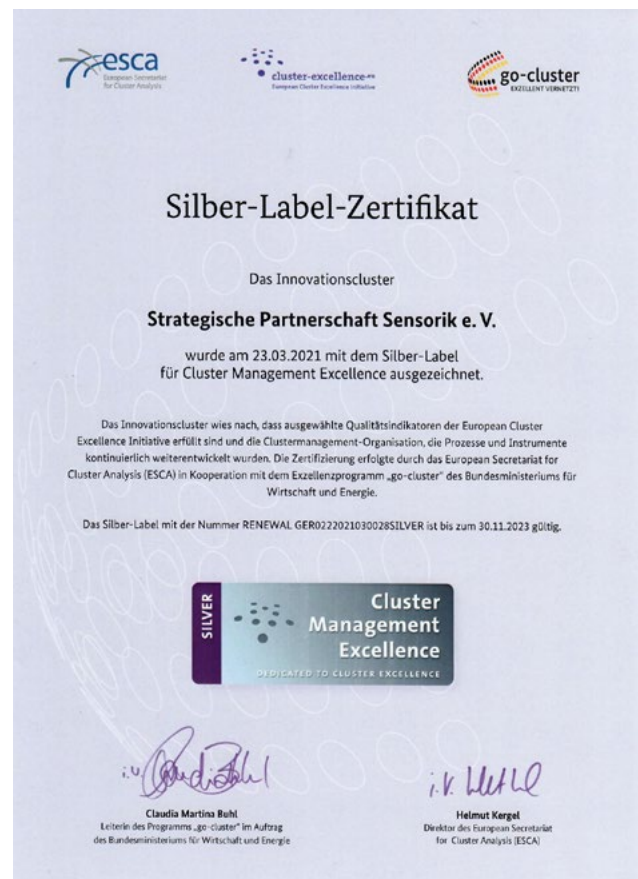 esca
European Secretariat
for Cluster Analysis
cluster-excellence.eu
European Cluster Excellence Initiative
go-cluster
EXZELLENT VERNETZT!
Silber-Label-Zertifikat
Das Innovationscluster
Strategische Partnerschaft Sensorik e. V.
wurde am 23.03.2021 mit dem Silber-Label
für Cluster Management Excellence ausgezeichnet.
Das Innovationscluster wies nach, dass ausgewählte Qualitätsindikatoren der European Cluster
Excellence Initiative erfüllt sind und die Clustermanagement-Organisation, die Prozesse und Instrumente
kontinuierlich weiterentwickelt wurden. Die Zertifizierung erfolgte durch das European Secretariat for
Cluster Analysis (ESCA) in Kooperation mit dem Exzellenzprogramm „go-cluster" des Bundesministeriums für
Wirtschaft und Energie.
Das Silber-Label mit der Nummer RENEWAL GER0222021030028SILVER ist bis zum 30.11.2023 gültig.
SILVER
Cluster
Management
Excellence
DEDICATED TO CLUSTER EXCELLENCE
i.V.
i.V.
Claudia Martina Buhl
Leiterin des Programms „go-cluster" im Auftrag
des Bundesministeriums für Wirtschaft und Energie
Helmut Kergel
Direktor des European Secretariat
for Cluster Analysis (ESCA)